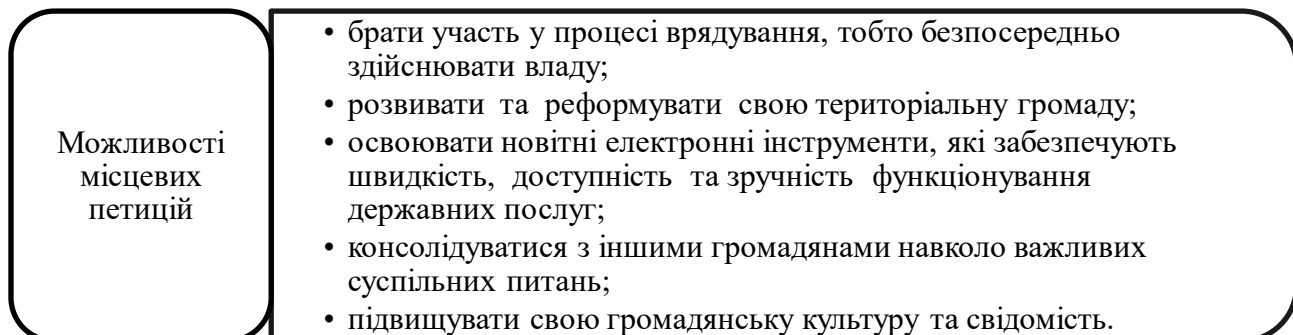 Можливості
місцевих
петицій
• брати участь у процесі врядування, тобто безпосередньо
здійснювати владу;
• розвивати та реформувати свою територіальну громаду;
• освоювати новітні електронні інструменти, які забезпечують
швидкість, доступність та зручність функціонування
державних послуг;
• консолідуватися з іншими громадянами навколо важливих
суспільних питань;
• підвищувати свою громадянську культуру та свідомість.